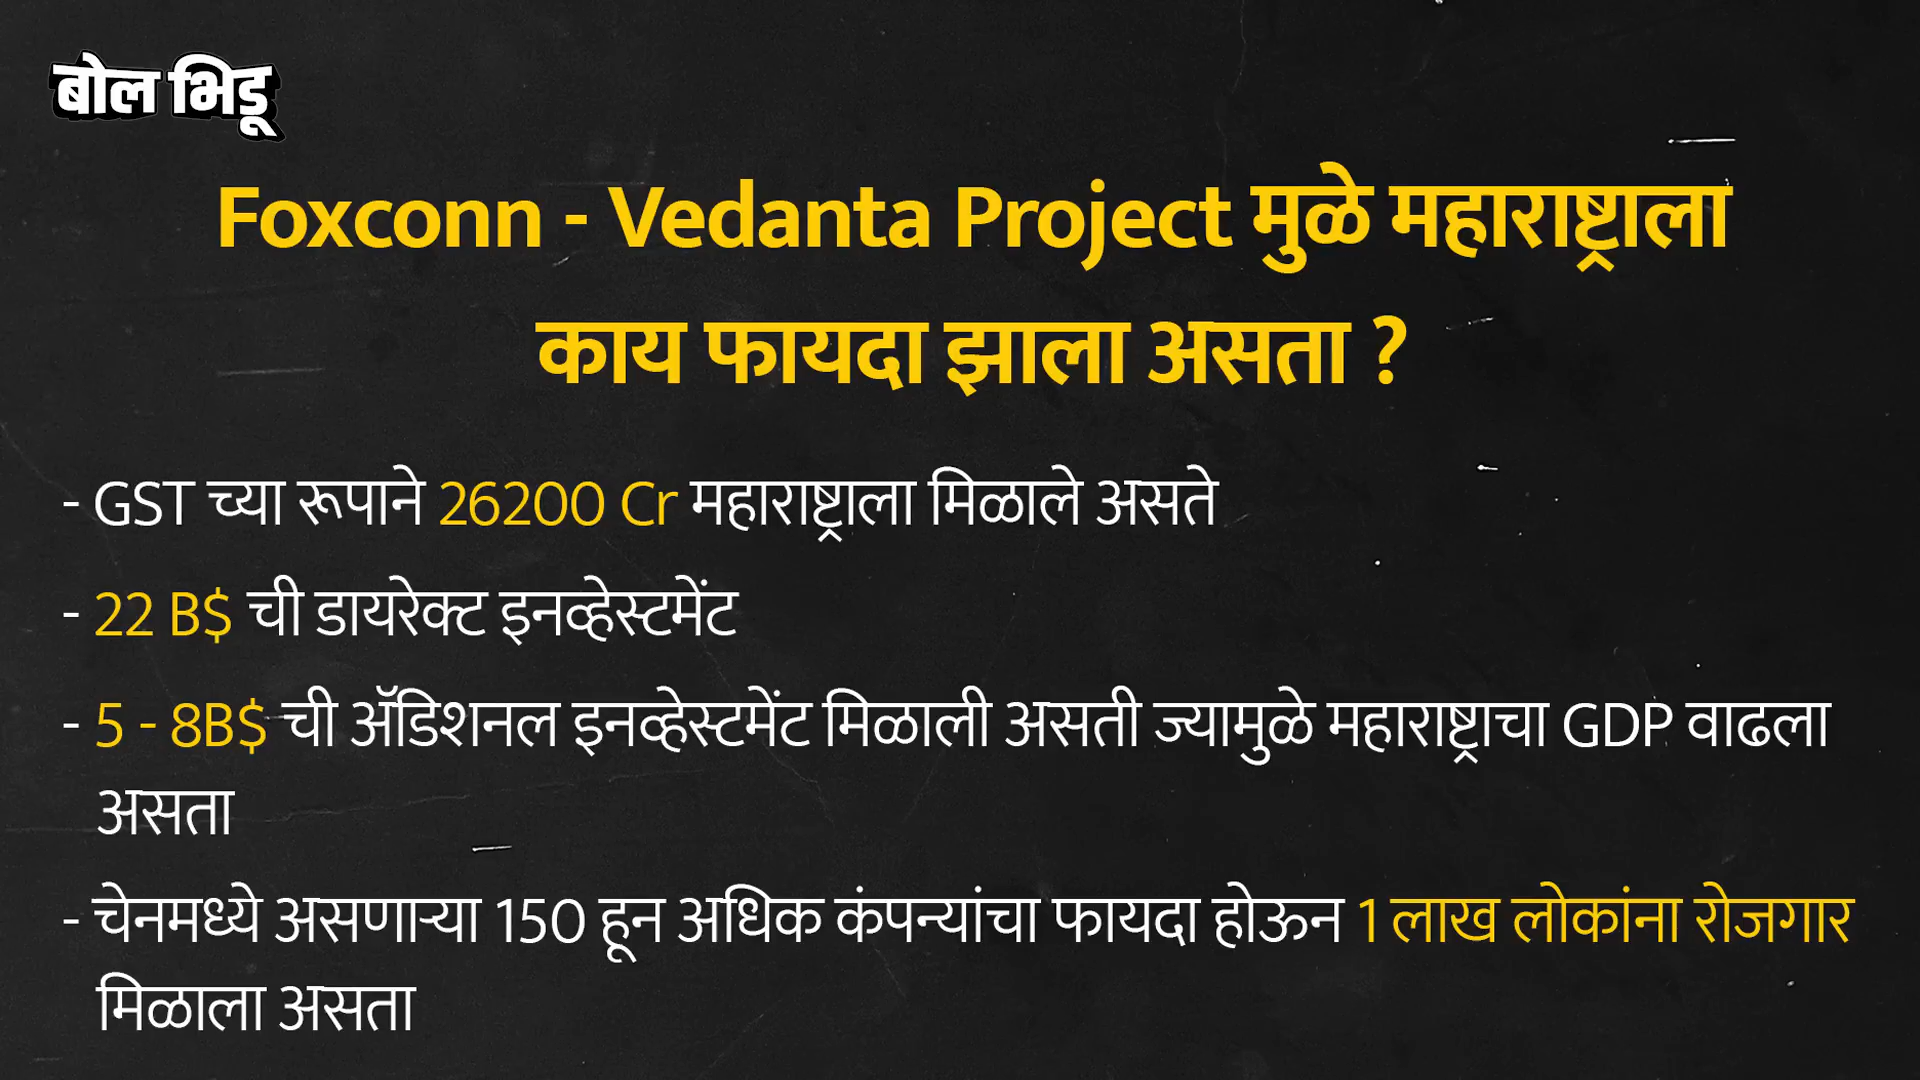 बोल भिडू
Foxconn - Vedanta Project मुळे महाराष्ट्राला
काय फायदा झाला असता ?
- GST च्या रूपाने 26200 Cr महाराष्ट्राला मिळाले असते
- 22 B$ ची डायरेक्ट इनव्हेस्टमेंट
- 5 - 8B$ ची ॲडिशनल इनव्हेस्टमेंट मिळाली असती ज्यामुळे महाराष्ट्राचा GDP वाढला
असता
- चेनमध्ये असणाऱ्या 150 हून अधिक कंपन्यांचा फायदा होऊन 1 लाख लोकांना रोजगार
मिळाला असता